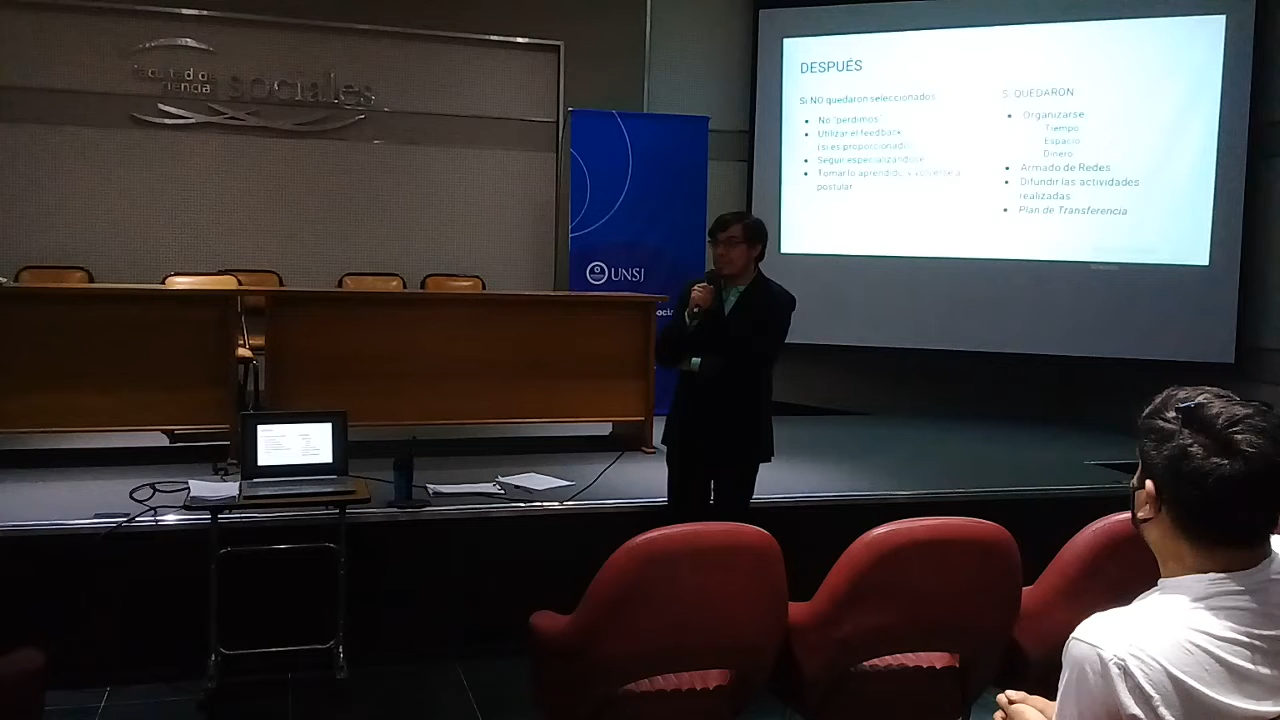 facultad de
ciencia sociales
UNSJ
DESPUÉS
Si NO quedaron seleccionados
No "perdimos"
Utilizar el feedback
(si es proporcionado)
Seguir especializándose
Tomar lo aprendido y volverse a
postular
SI QUEDARON
Organizarse
Tiempo
Espacio
Dinero
Armado de Redes
Difundir las actividades
realizadas
Plan de Transferencia